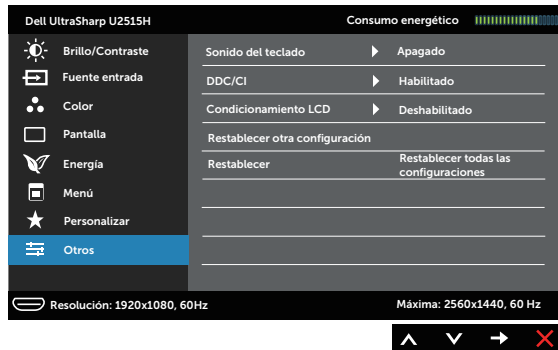 Dell UltraSharp U2515H
Consumo energético
Brillo/Contraste
Fuente entrada
Color
Pantalla
Energía
Menú
Personalizar
Otros
Sonido del teclado
Apagado
DDC/CI
Habilitado
Condicionamiento LCD
Deshabilitado
Restablecer otra configuración
Restablecer
Restablecer todas las
configuraciones
Resolución: 1920x1080, 60Hz
Máxima: 2560x1440, 60 Hz